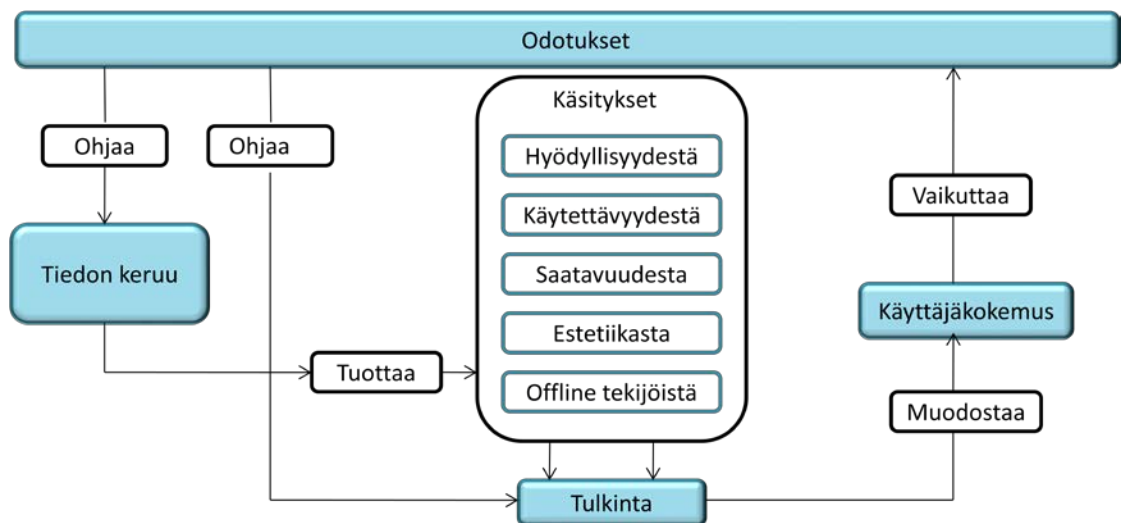 Odotukset
Ohjaa
Ohjaa
Tiedon keruu
Tuottaa
Käsitykset
Hyödyllisyydestä
Käytettävyydestä
Saatavuudesta
Estetiikasta
Offline tekijöistä
Tulkinta
Vaikuttaa
Käyttäjäkokemus
Muodostaa